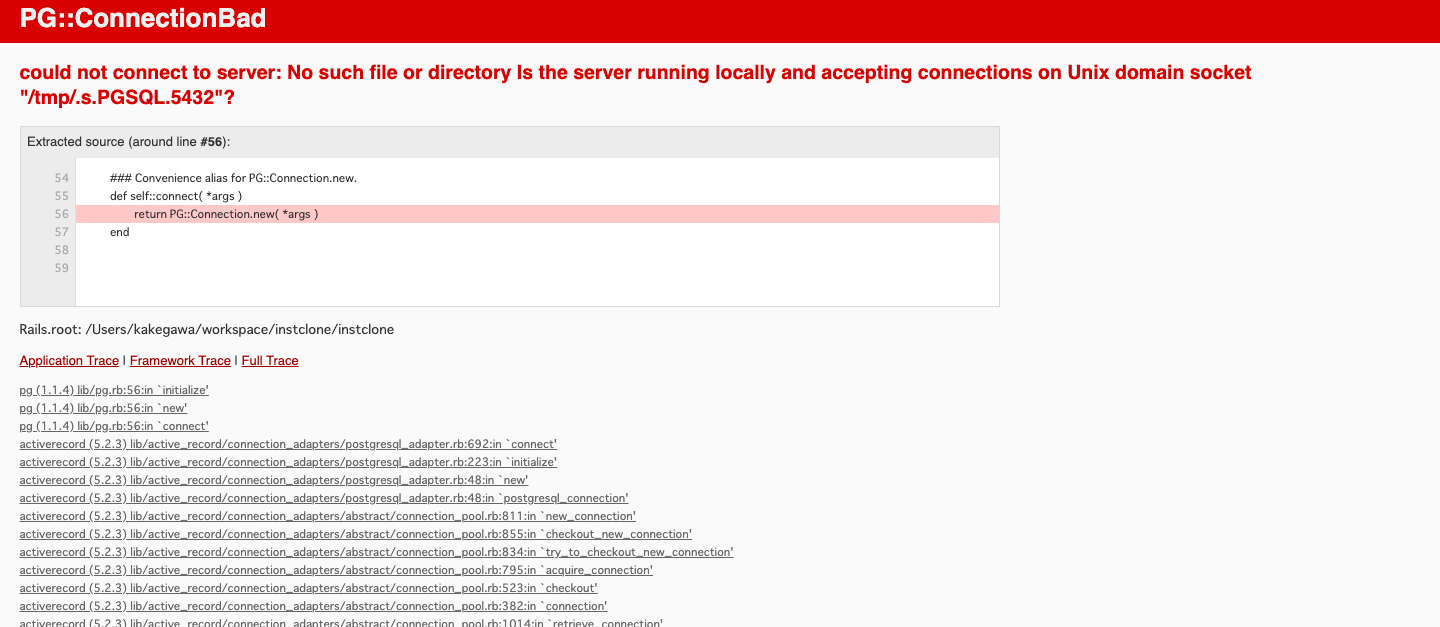 PG::ConnectionBad
could not connect to server: No such file or directory Is the server running locally and accepting connections on Unix domain socket
"/tmp/.s.PGSQL.5432"?
Extracted source (around line #56):
54 ### Convenience alias for PG::Connection.new.
55 def self::connect( *args )
56 return PG::Connection.new( *args )
57 end
58
59
Rails.root: /Users/kakegawa/workspace/instclone/instclone
Application Trace | Framework Trace | Full Trace
pg (1.1.4) lib/pg.rb:56:in `initialize'
pg (1.1.4) lib/pg.rb:56:in `new'
pg (1.1.4) lib/pg.rb:56:in `connect'
activerecord (5.2.3) lib/active_record/connection_adapters/postgresql_adapter.rb:692:in `connect'
activerecord (5.2.3) lib/active_record/connection_adapters/postgresql_adapter.rb:223:in `initialize'
activerecord (5.2.3) lib/active_record/connection_adapters/postgresql_adapter.rb:48:in `new'
activerecord (5.2.3) lib/active_record/connection_adapters/postgresql_adapter.rb:48:in `postgresql_connection'
activerecord (5.2.3) lib/active_record/connection_adapters/abstract/connection_pool.rb:811:in `new_connection'
activerecord (5.2.3) lib/active_record/connection_adapters/abstract/connection_pool.rb:855:in `checkout_new_connection'
activerecord (5.2.3) lib/active_record/connection_adapters/abstract/connection_pool.rb:834:in `try_to_checkout_new_connection'
activerecord (5.2.3) lib/active_record/connection_adapters/abstract/connection_pool.rb:795:in `acquire_connection'
activerecord (5.2.3) lib/active_record/connection_adapters/abstract/connection_pool.rb:523:in `checkout'
activerecord (5.2.3) lib/active_record/connection_adapters/abstract/connection_pool.rb:382:in `connection'
activerecord (5.2.3) lib/active_record/connection_adapters/abstract/connection_pool.rb:1014:in `retrieve_connection'